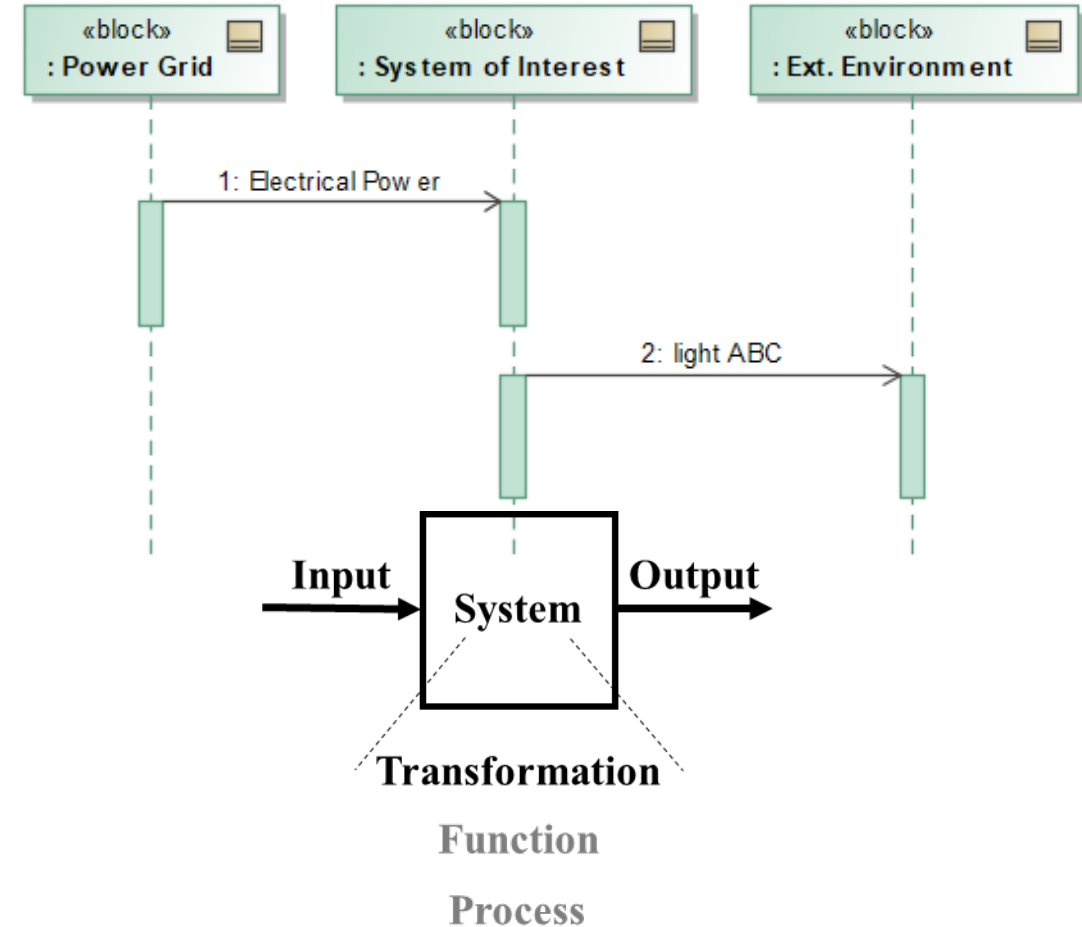 «block»
: Power Grid
«block»
: System of Interest
«block»
: Ext. Environment
1: Electrical Power
2: light ABC
Input
System
Output
Transformation
Function
Process